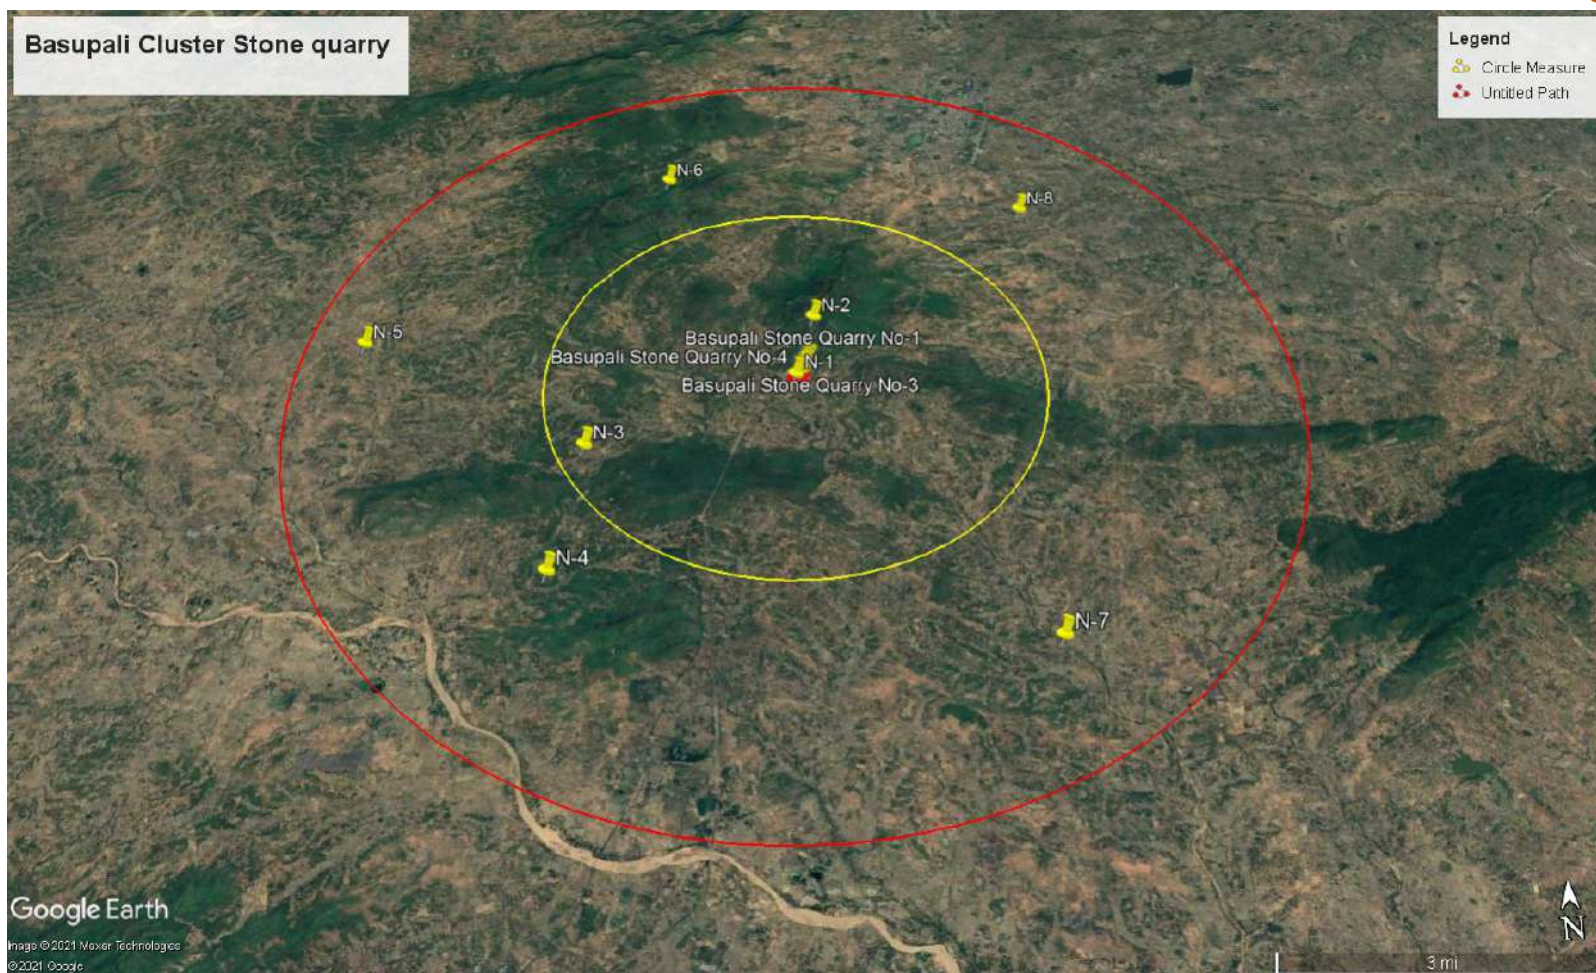 Basupali Cluster Stone quarry
Legend
Circle Measure
Untitled Path
N-6
N-8
N-2
N-5
Basupali Stone Quarry No-1
Basupali Stone Quarry No-4
N-1
Basupali Stone Quarry No-3
N-3
N-4
N-7
Google Earth
Image © 2021 Maxar Technologies
© 2021 Google
N
3 mi